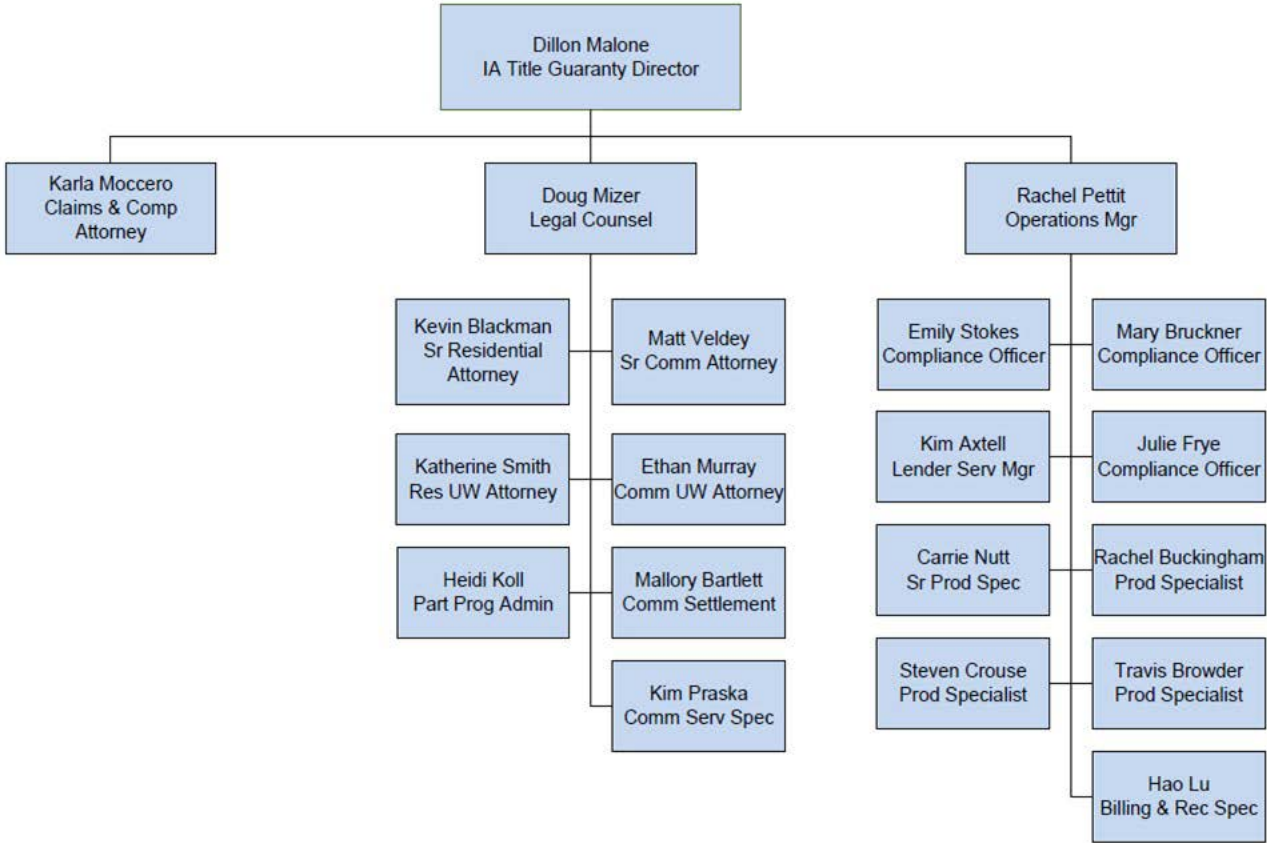 Dillon Malone
IA Title Guaranty Director
Karla Moccero
Claims & Comp
Attorney
Doug Mizer
Legal Counsel
Rachel Pettit
Operations Mgr
Kevin Blackman
Sr Residential
Attorney
Matt Veldey
Sr Comm Attorney
Katherine Smith
Res UW Attorney
Ethan Murray
Comm UW Attorney
Heidi Koll
Part Prog Admin
Mallory Bartlett
Comm Settlement
Kim Praska
Comm Serv Spec
Emily Stokes
Compliance Officer
Mary Bruckner
Compliance Officer
Kim Axtell
Lender Serv Mgr
Julie Frye
Compliance Officer
Carrie Nutt
Sr Prod Spec
Rachel Buckingham
Prod Specialist
Steven Crouse
Prod Specialist
Travis Browder
Prod Specialist
Hao Lu
Billing & Rec Spec